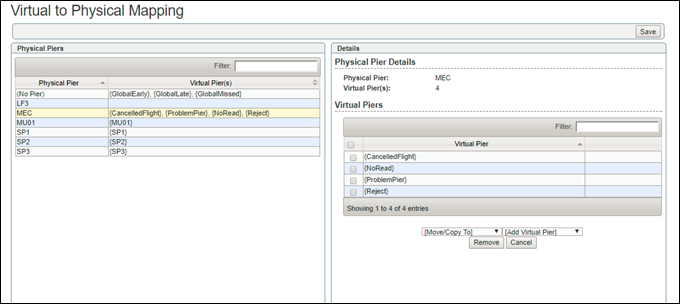 Virtual to Physical Mapping
Save
Physical Piers
Filter:
Physical Pier Virtual Pier(s)
(No Pier) {GlobalEarly}, {GlobalLate}, {GlobalMissed}
LF3
MEC {CancelledFlight}, {ProblemPier}, {NoRead}, {Reject}
MU01 {MU01}
SP1 {SP1}
SP2 {SP2}
SP3 {SP3}
Details
Physical Pier Details
Physical Pier: MEC
Virtual Pier(s): 4
Virtual Piers
Filter:
Virtual Pier
{CancelledFlight}
{NoRead}
{ProblemPier}
{Reject}
Showing 1 to 4 of 4 entries
[Move/Copy To] [Add Virtual Pier]
Remove Cancel